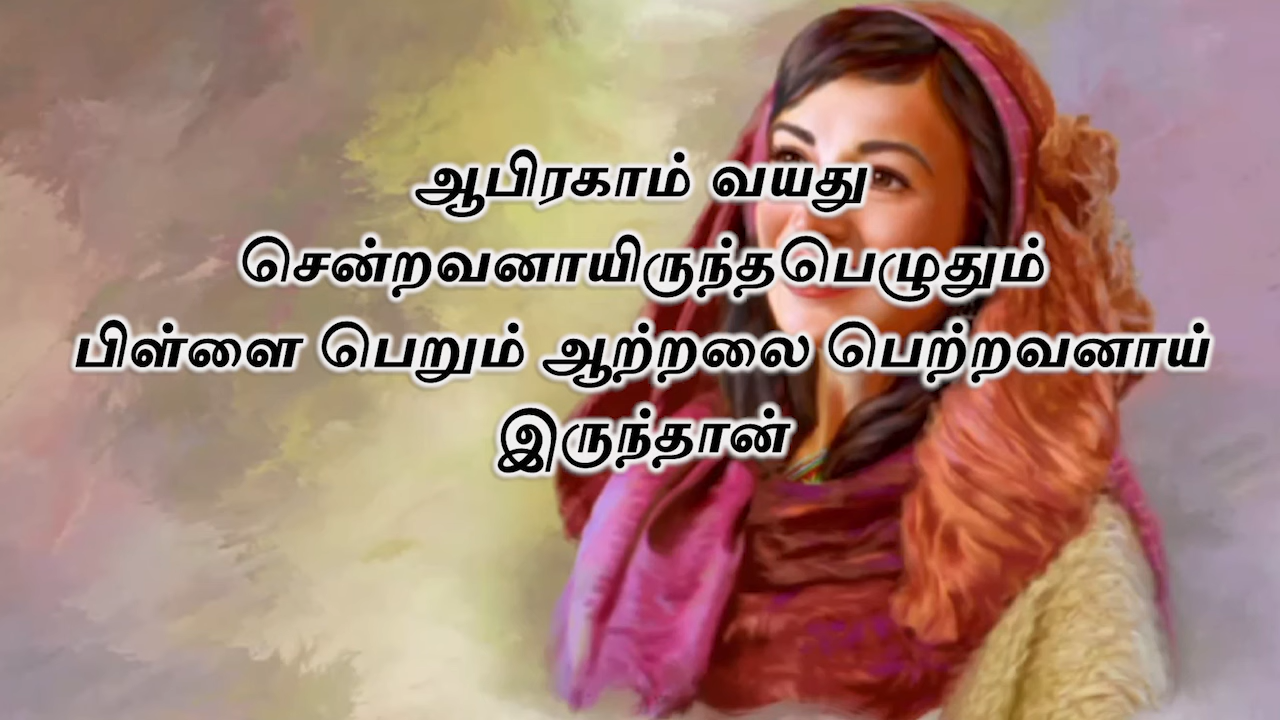 ஆபிரகாம் வயது
சென்றவனாயிருந்தபெழுதும்
பிள்ளை பெறும் ஆற்றலை பெற்றவனாய்
இருந்தான்